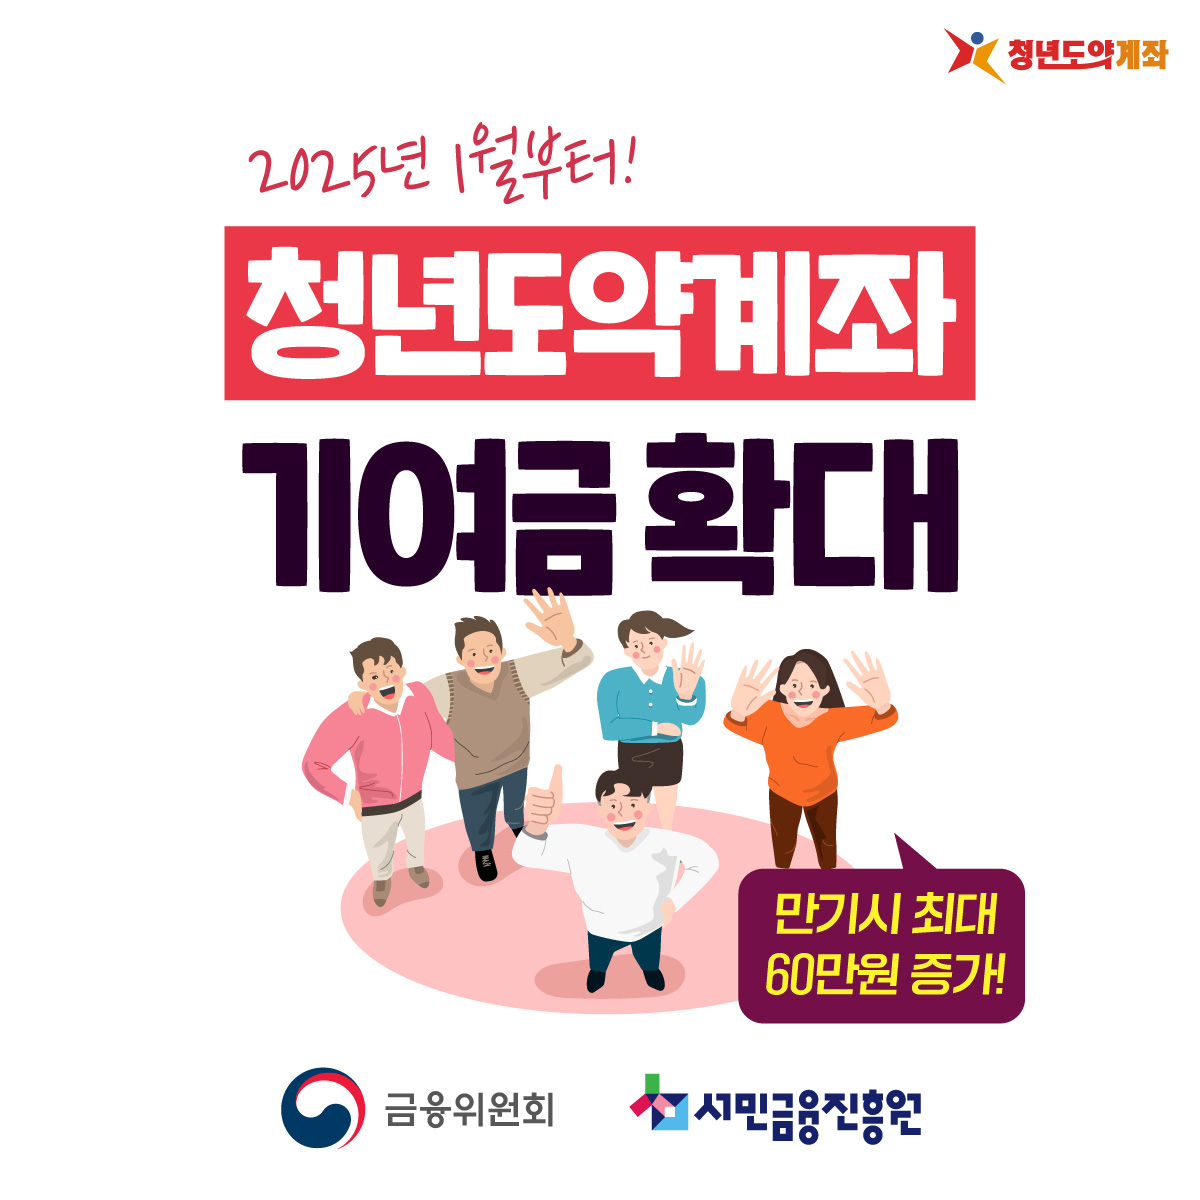 청년도약계좌
2025년 1월부터!
청년도약계좌
기여금 확대
만기시 최대
60만원 증가!
금융위원회
서민금융진흥원